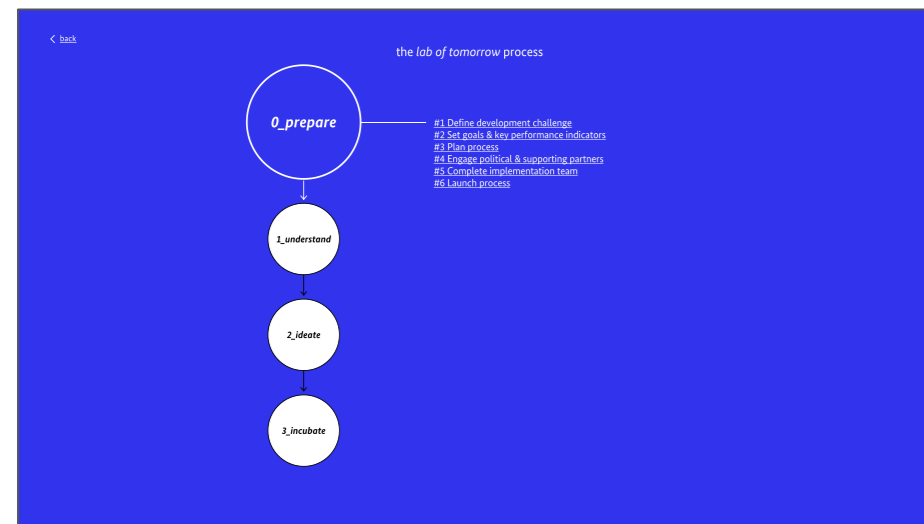 back
the lab of tomorrow process
0_prepare
#1 Define development challenge
#2 Set goals & key performance indicators
#3 Plan process
#4 Engage political & supporting partners
#5 Complete implementation team
#6 Launch process
1_understand
2_ideate
3_incubate